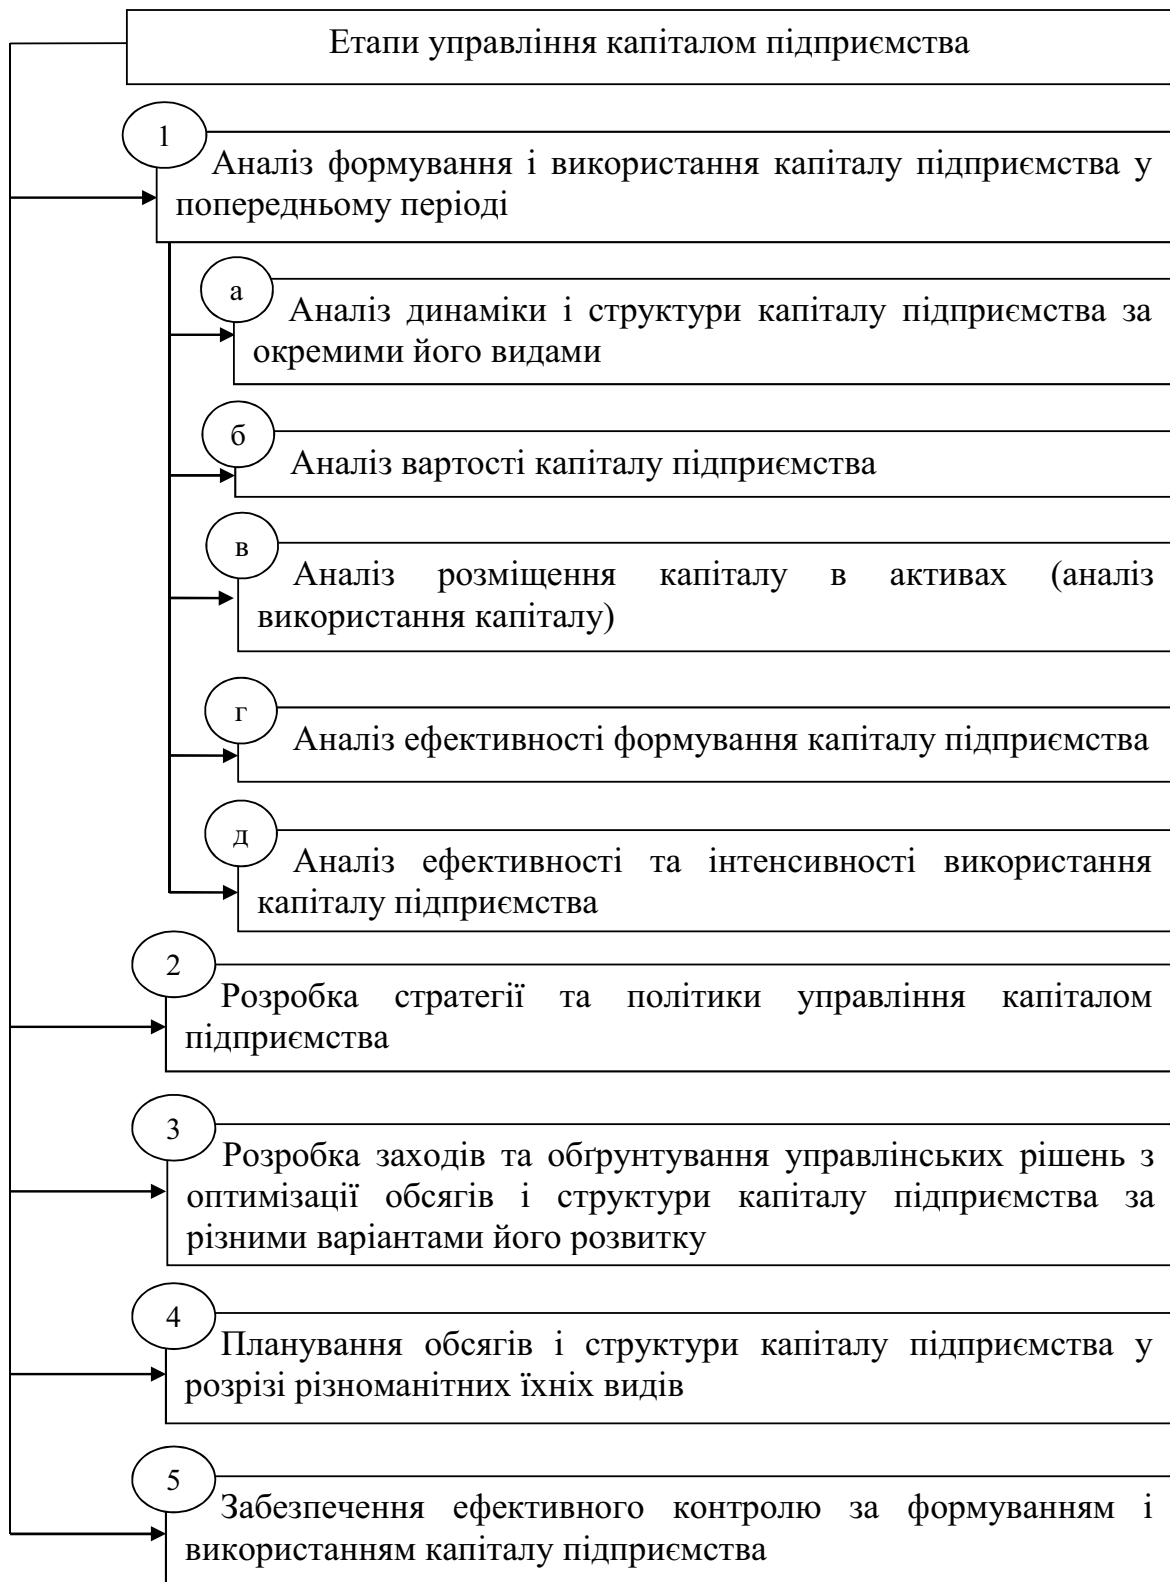 Етапи управління капіталом підприємства
1
Аналіз формування і використання капіталу підприємства у
попередньому періоді
а
Аналіз динаміки і структури капіталу підприємства за
окремими його видами
б
Аналіз вартості капіталу підприємства
в
Аналіз розміщення капіталу в активах (аналіз
використання капіталу)
г
Аналіз ефективності формування капіталу підприємства
д
Аналіз ефективності та інтенсивності використання
капіталу підприємства
2
Розробка стратегії та політики управління капіталом
підприємства
3
Розробка заходів та обґрунтування управлінських рішень з
оптимізації обсягів і структури капіталу підприємства за
різними варіантами його розвитку
4
Планування обсягів і структури капіталу підприємства у
розрізі різноманітних їхніх видів
5
Забезпечення ефективного контролю за формуванням і
використанням капіталу підприємства